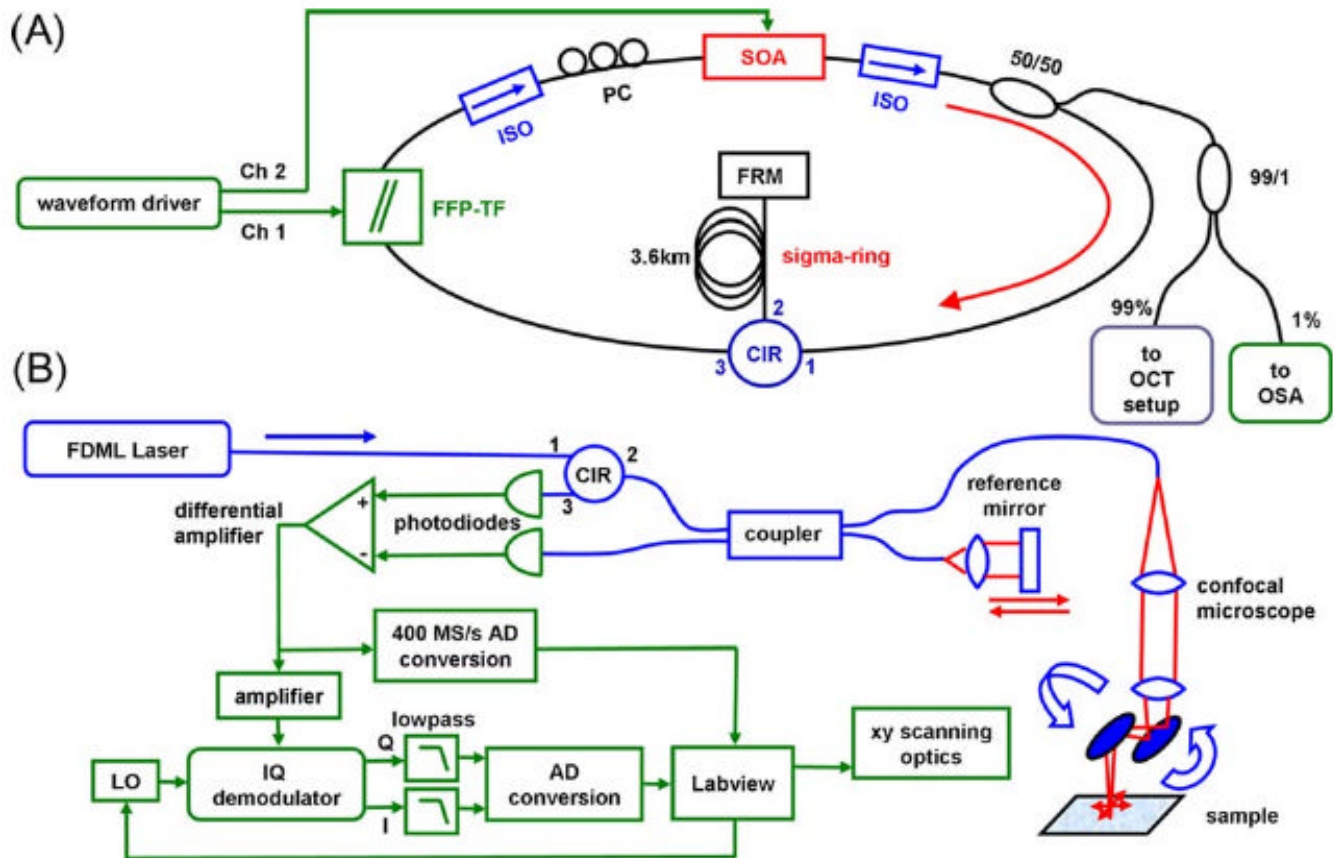 (A)
SOA
50/50
PC
ISO
ISO
Ch 2
waveform driver
FRM
99/1
FFP-TF
Ch 1
3.6km
sigma-ring
2
99%
1%
CIR
3
1
to
OCT
setup
to
OSA
(B)
FDML Laser
1
2
CIR
3
differential
amplifier
+
photodiodes
-
reference
mirror
coupler
confocal
microscope
400 MS/s AD
conversion
amplifier
lowpass
Q
xy scanning
optics
LO
IQ
demodulator
AD
conversion
Labview
I
sample